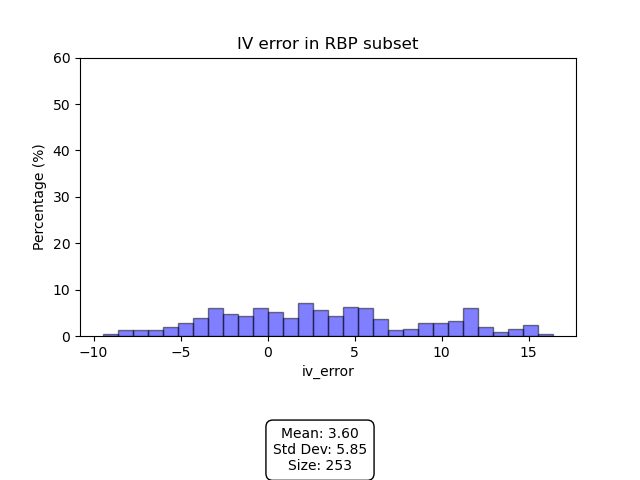 IV error in RBP subset
60
50
40
30
20
10
0
Percentage (%)
−10
−5
0
5
10
15
iv_error
Mean: 3.60
Std Dev: 5.85
Size: 253